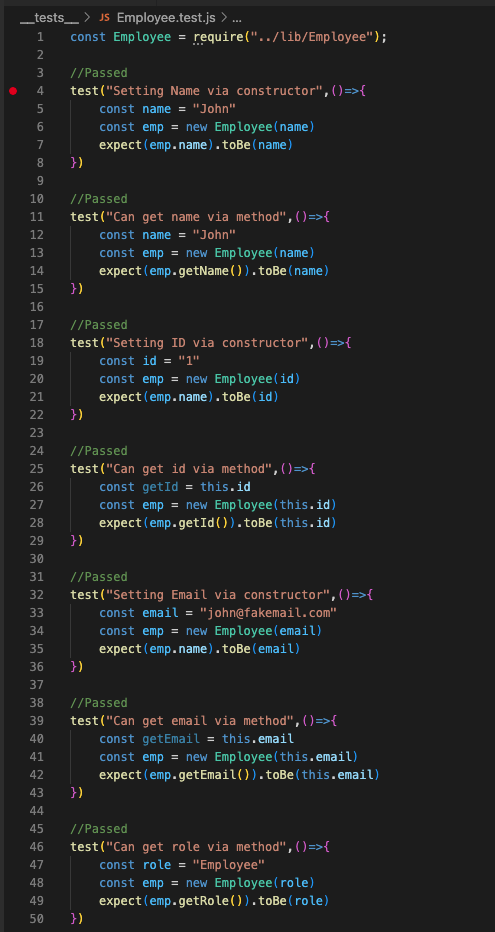 __tests__ > JS Employee.test.js > ...
1 const Employee = require("../lib/Employee");
2
3 //Passed
4 test("Setting Name via constructor",()=>{
5 const name = "John"
6 const emp = new Employee(name)
7 expect(emp.name).toBe(name)
8 })
9
10 //Passed
11 test("Can get name via method",()=>{
12 const name = "John"
13 const emp = new Employee(name)
14 expect(emp.getName()).toBe(name)
15 })
16
17 //Passed
18 test("Setting ID via constructor",()=>{
19 const id = "1"
20 const emp = new Employee(id)
21 expect(emp.name).toBe(id)
22 })
23
24 //Passed
25 test("Can get id via method",()=>{
26 const getId = this.id
27 const emp = new Employee(this.id)
28 expect(emp.getId()).toBe(this.id)
29 })
30
31 //Passed
32 test("Setting Email via constructor",()=>{
33 const email = "john@fakemail.com"
34 const emp = new Employee(email)
35 expect(emp.name).toBe(email)
36 })
37
38 //Passed
39 test("Can get email via method",()=>{
40 const getEmail = this.email
41 const emp = new Employee(this.email)
42 expect(emp.getEmail()).toBe(this.email)
43 })
44
45 //Passed
46 test("Can get role via method",()=>{
47 const role = "Employee"
48 const emp = new Employee(role)
49 expect(emp.getRole()).toBe(role)
50 })